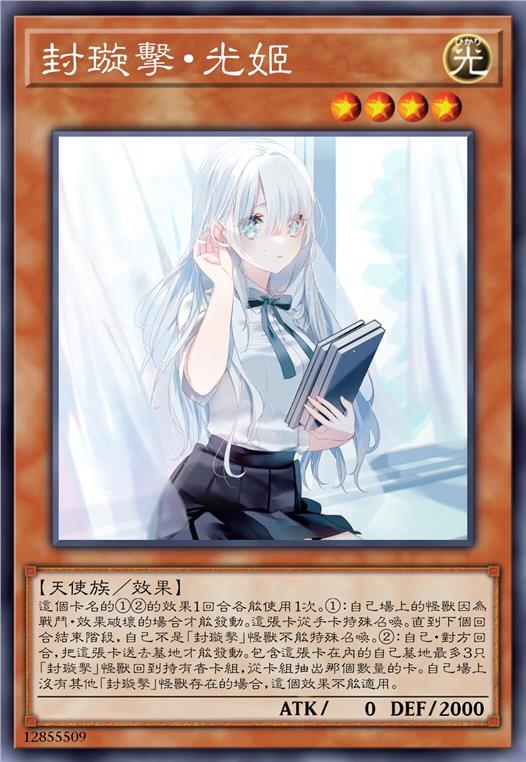 封璇擊・光姬
ひかり
光
【天使族／效果】
這個卡名的①②的效果1回合各能使用1次。①：自己場上的怪獸因為
戰鬥・效果破壞的場合才能發動。這張卡從手卡特殊召喚。直到下個回
合結束階段，自己不是「封璇擊」怪獸不能特殊召喚。②：自己・對方回
合，把這張卡送去墓地才能發動。包含這張卡在內的自己墓地最多3只
「封璇擊」怪獸回到持有者卡組，從卡組抽出那個數量的卡。自己場上
沒有其他「封璇擊」怪獸存在的場合，這個效果不能適用。
ATK/ 0 DEF/2000
12855509